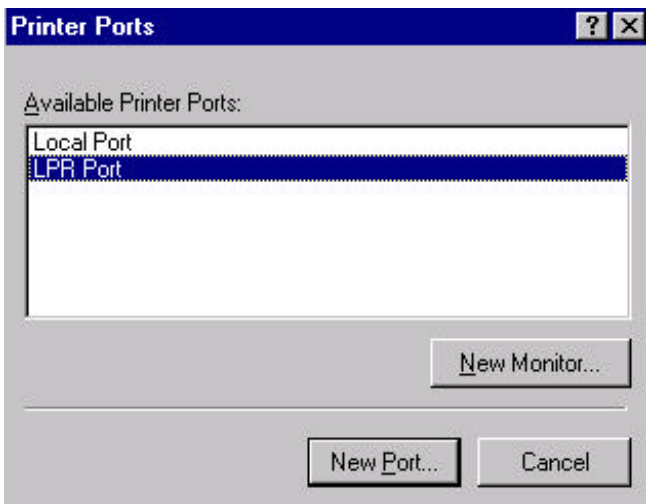 Printer Ports
Available Printer Ports:
Local Port
LPR Port
New Monitor...
New Port...
Cancel